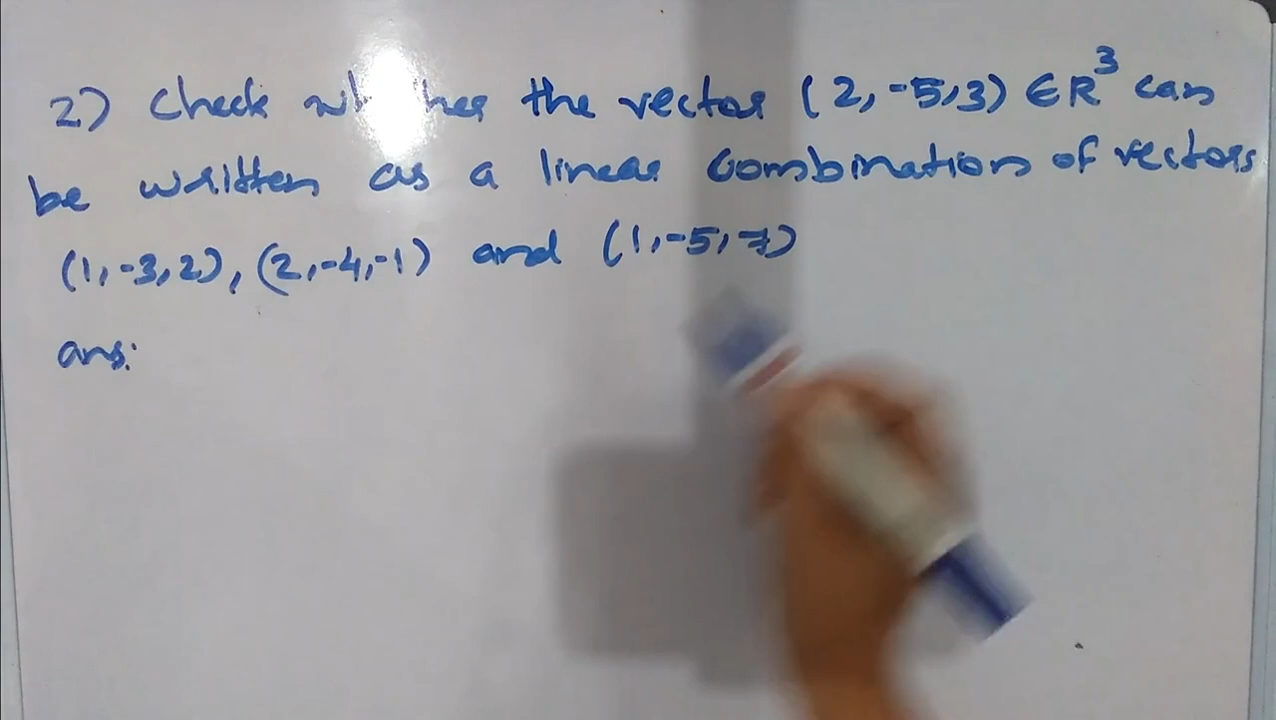 2) Check the vector (2,-5,3) ∈ R³ can
be written as a linear combination of vectors
(1,-3,2), (2,-4,-1) and (1,-5,7)
ans: